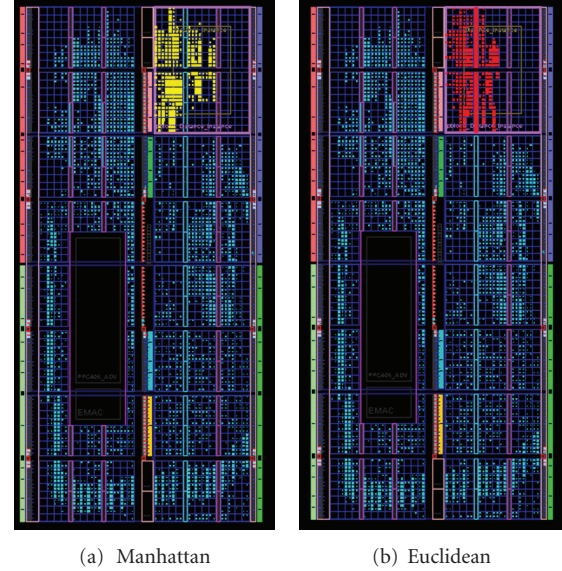 PPC405_ADV
EMAC
PPC405_ADV
EMAC
(a) Manhattan
(b) Euclidean